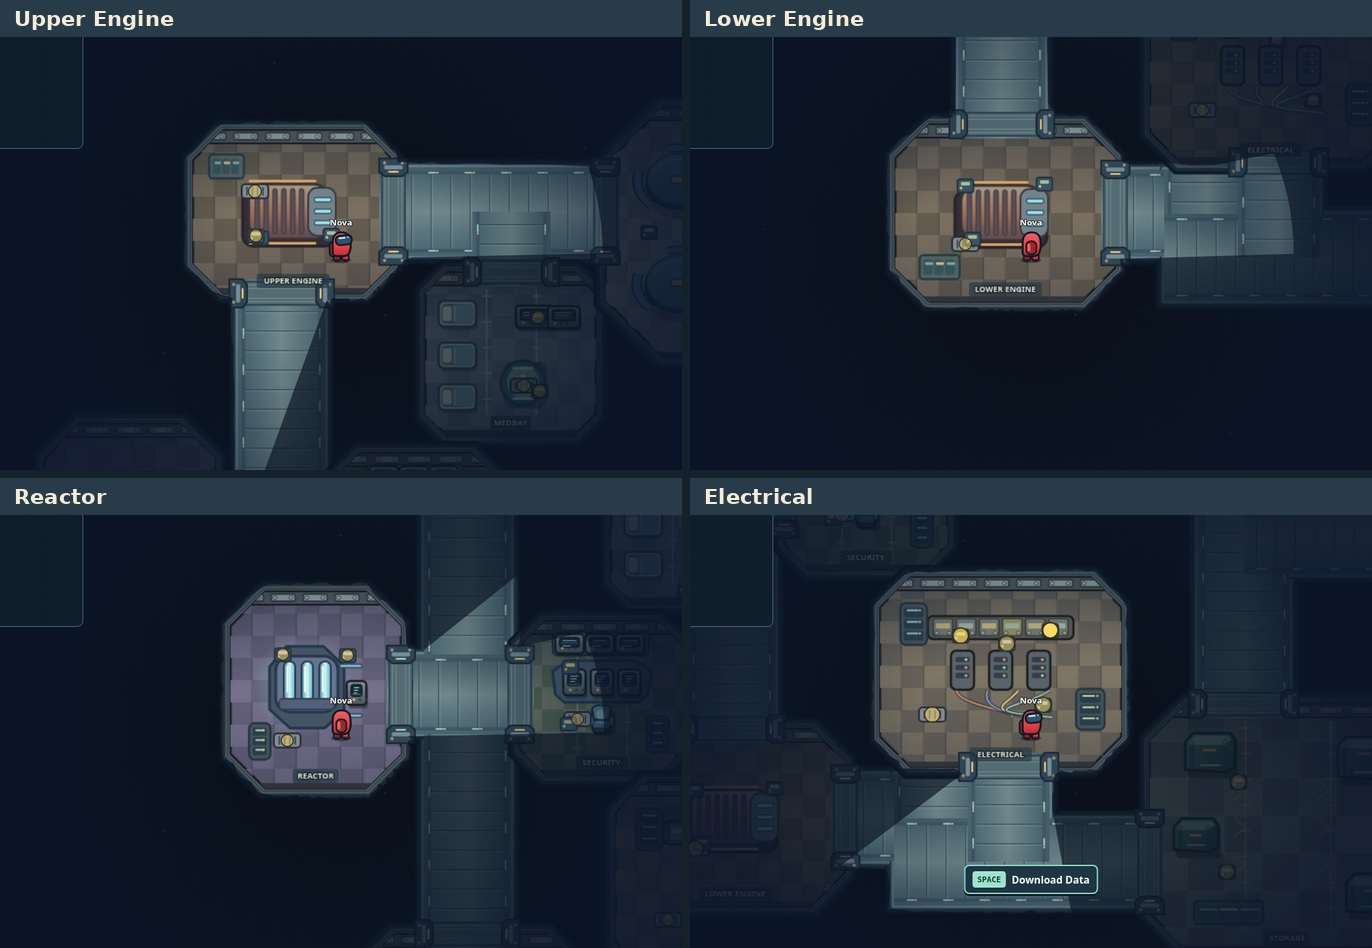 Upper Engine
Nova
UPPER ENGINE
MEDBAY
Lower Engine
ELECTRICAL
Nova
LOWER ENGINE
Reactor
Nova
SECURITY
REACTOR
Electrical
SECURITY
Nova
ELECTRICAL
SPACE Download Data
LOWER ENGINE
STORAGE